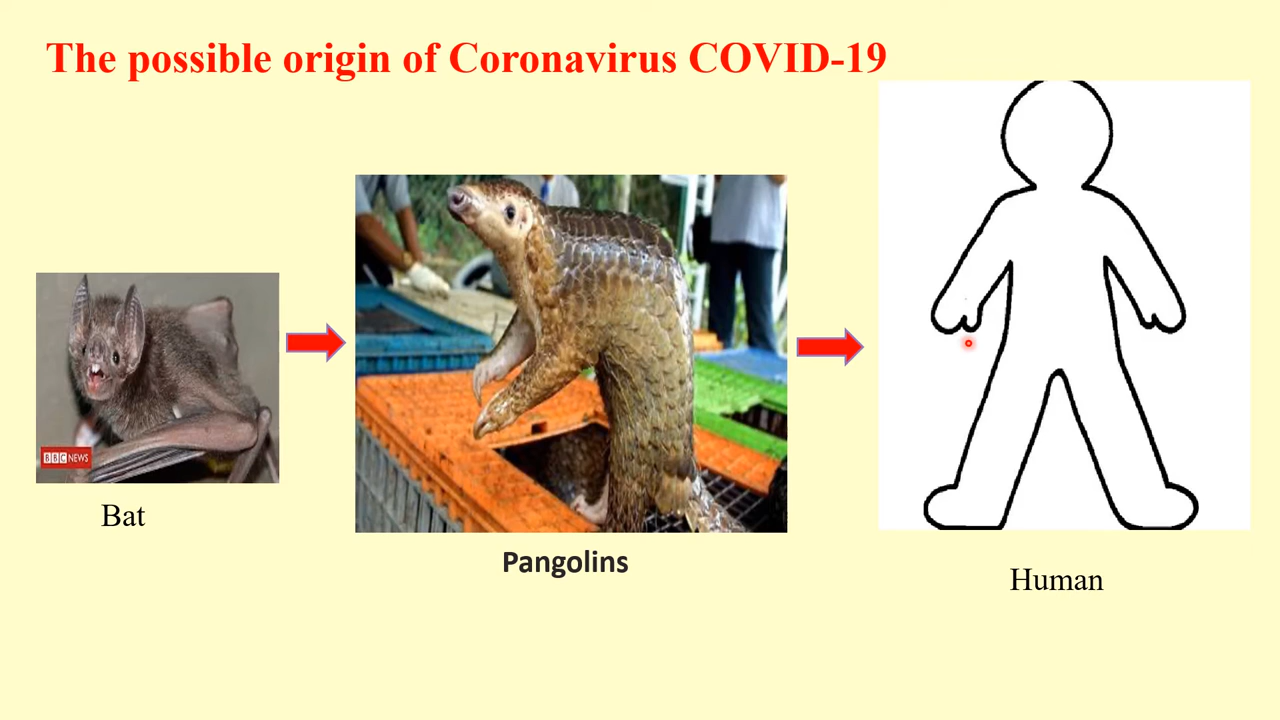 The possible origin of Coronavirus COVID-19
BBC NEWS
Bat
Pangolins
Human